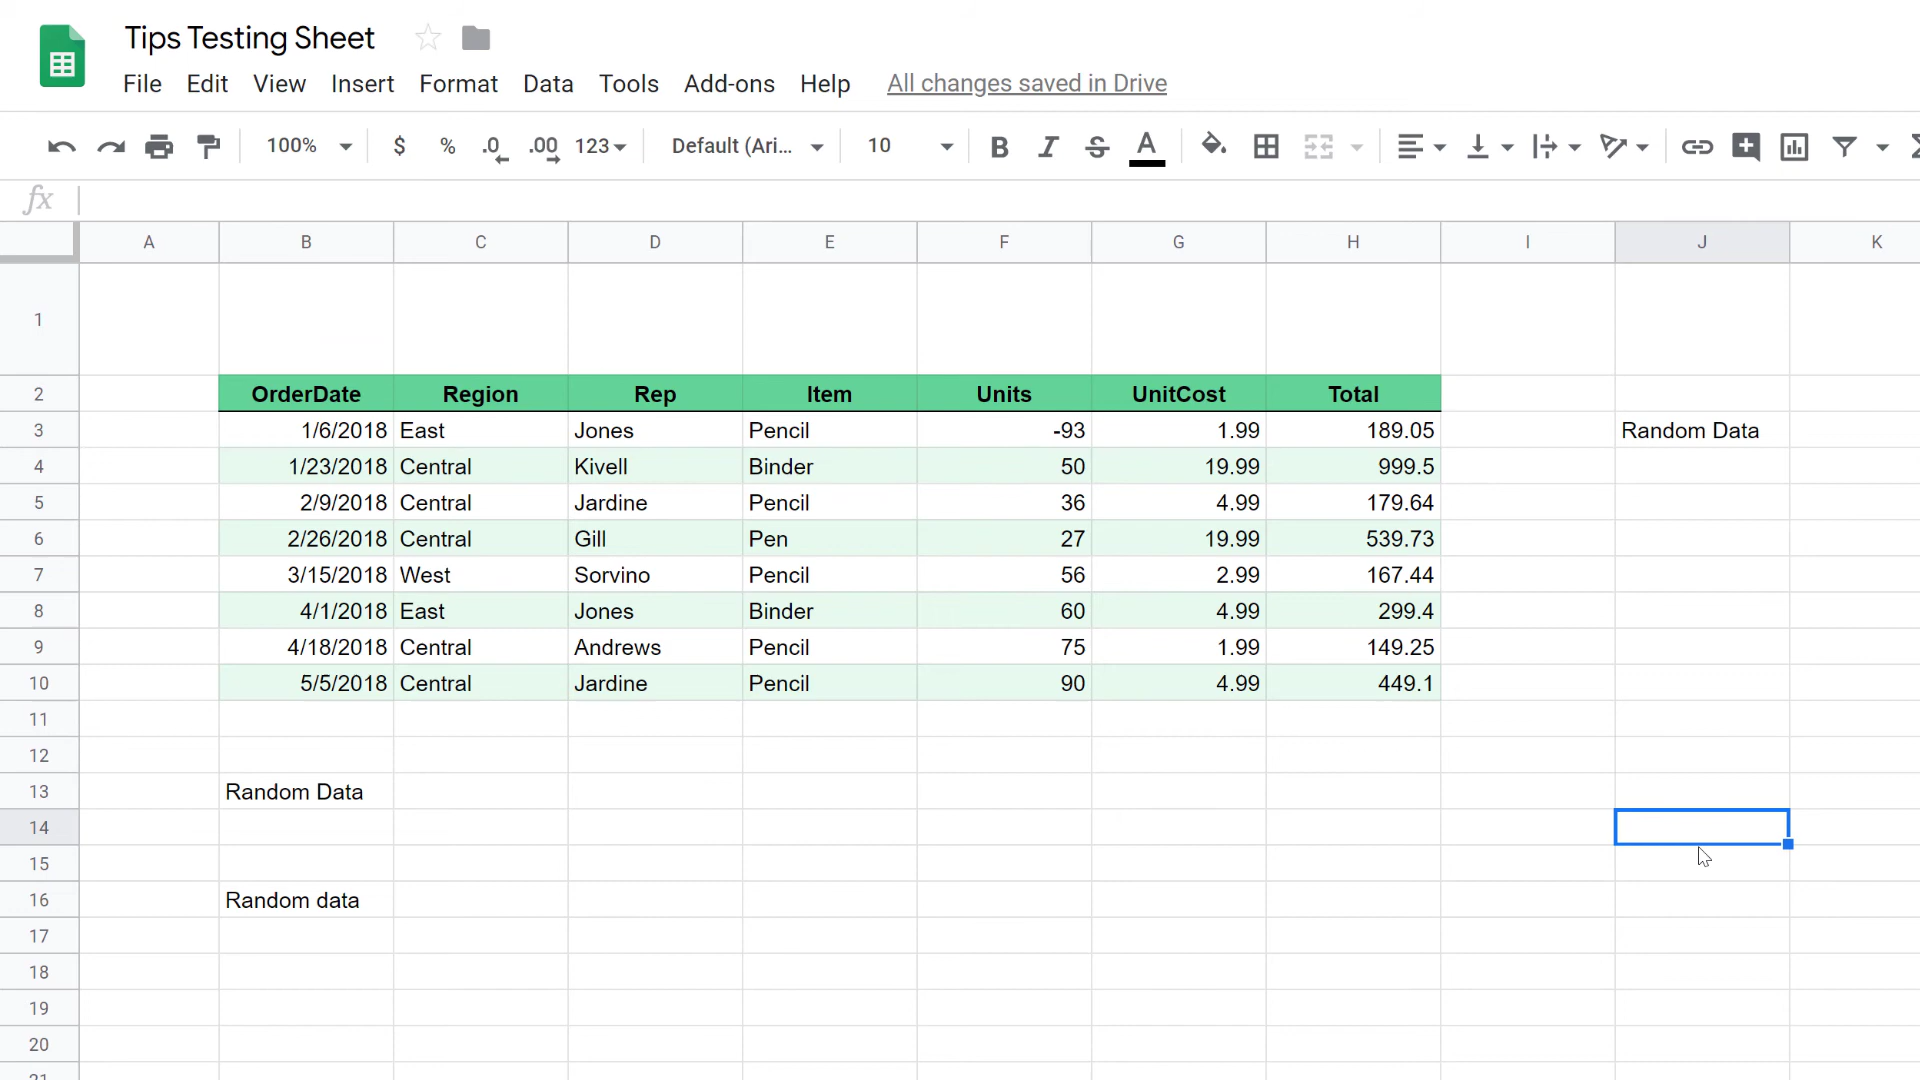 Tips Testing Sheet
File Edit View Insert Format Data Tools Add-ons Help All changes saved in Drive
100% $ % .0 .00 123 Default (Ari... 10 B I S A
fx
A B C D E F G H I J K
1
2 OrderDate Region Rep Item Units UnitCost Total
3 1/6/2018 East Jones Pencil -93 1.99 189.05 Random Data
4 1/23/2018 Central Kivell Binder 50 19.99 999.5
5 2/9/2018 Central Jardine Pencil 36 4.99 179.64
6 2/26/2018 Central Gill Pen 27 19.99 539.73
7 3/15/2018 West Sorvino Pencil 56 2.99 167.44
8 4/1/2018 East Jones Binder 60 4.99 299.4
9 4/18/2018 Central Andrews Pencil 75 1.99 149.25
10 5/5/2018 Central Jardine Pencil 90 4.99 449.1
11
12
13 Random Data
14
15
16 Random data
17
18
19
20